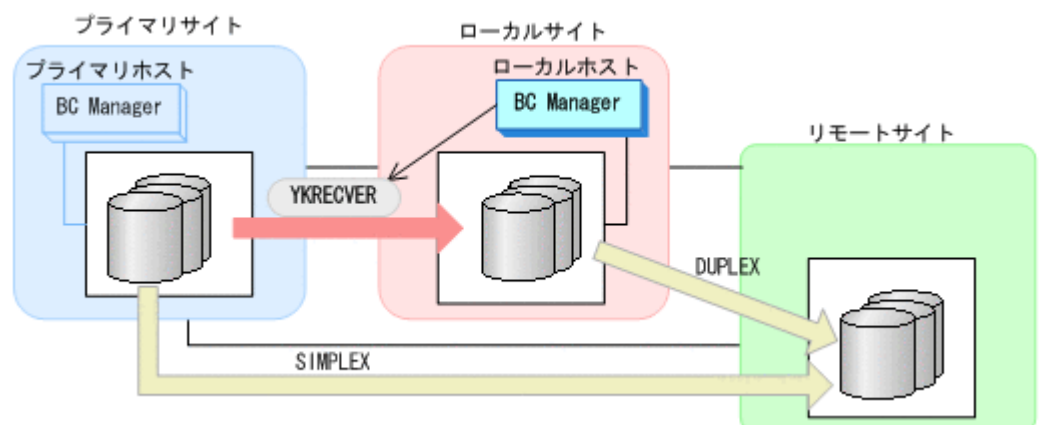 プライマリサイト
ローカルサイト
プライマリホスト
ローカルホスト
BC Manager
BC Manager
リモートサイト
YKRECVER
DUPLEX
SIMPLEX